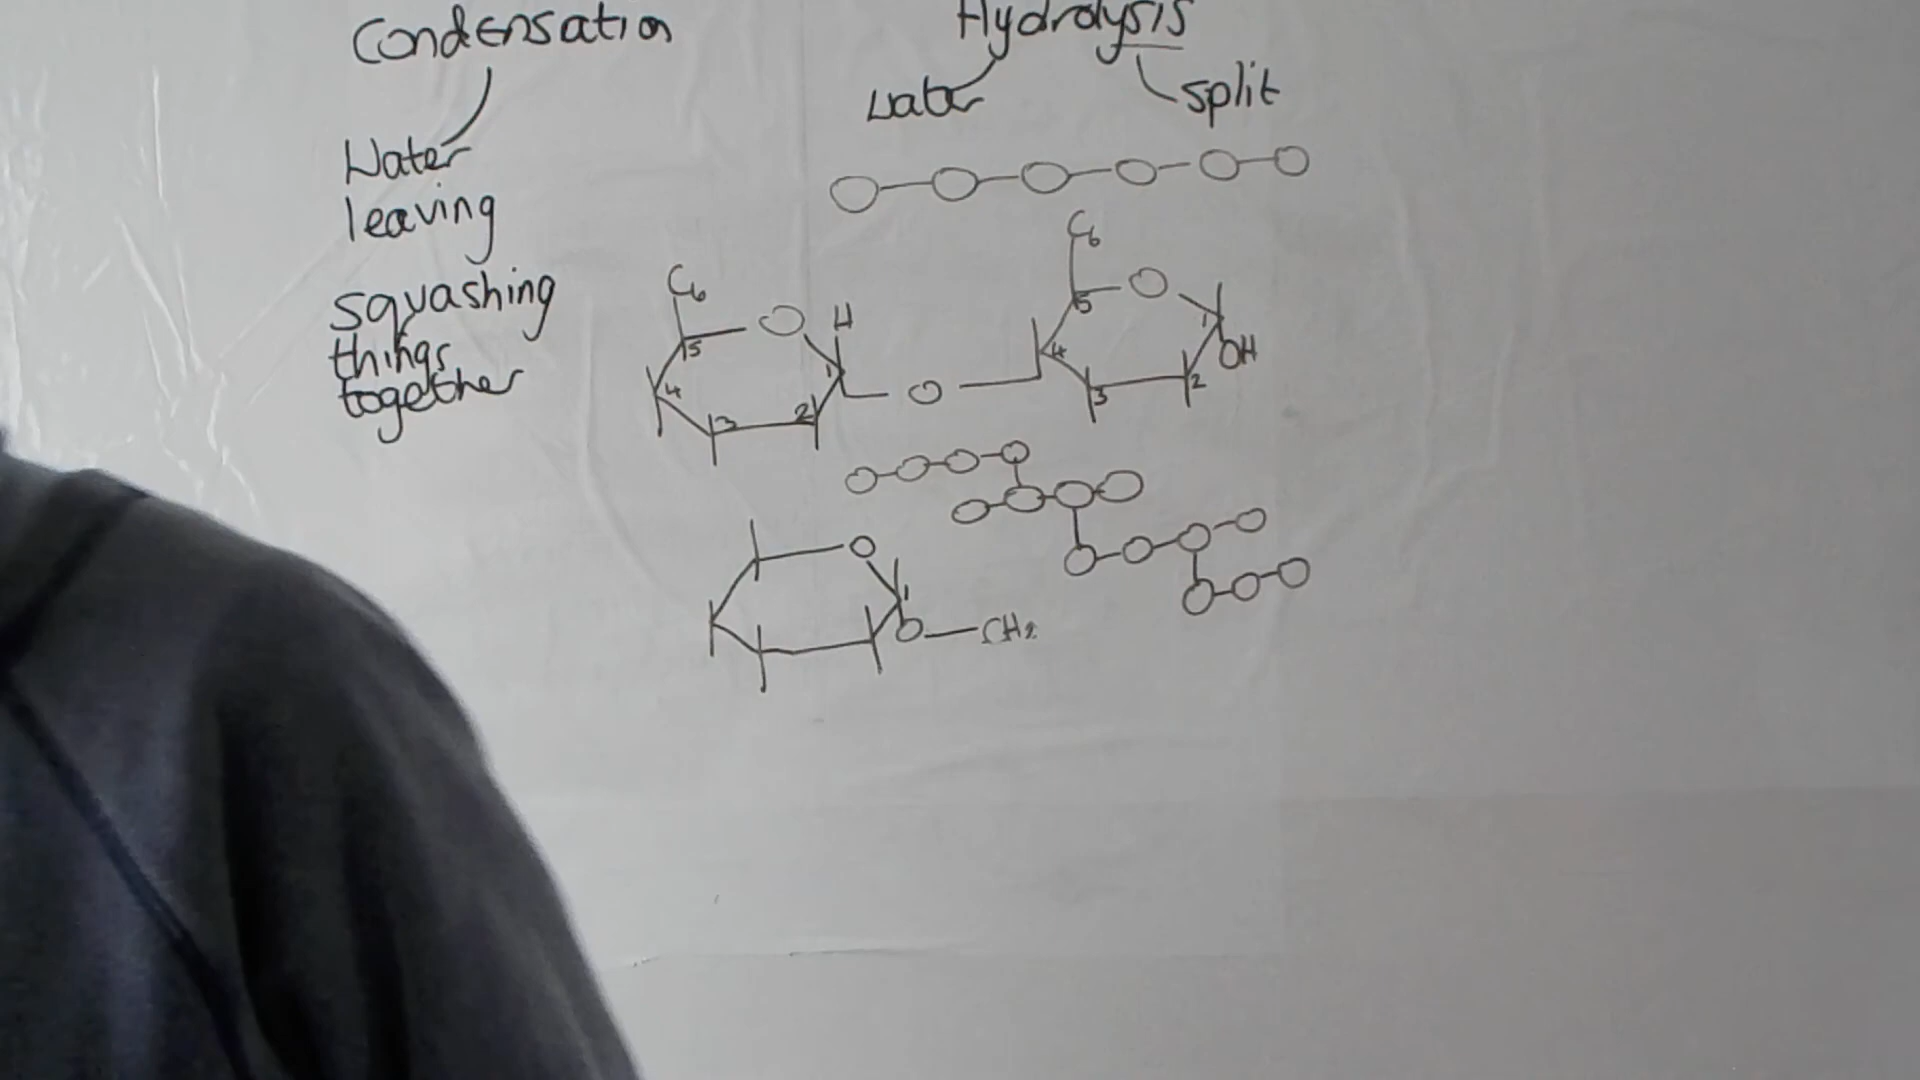 Condensation
Hydrolysis
Water
split
Water
leaving
squashing
things
together
C6
5
O
H
1
4
3
2
O
C6
5
O
1
OH
4
3
2
O
1
O
CH2